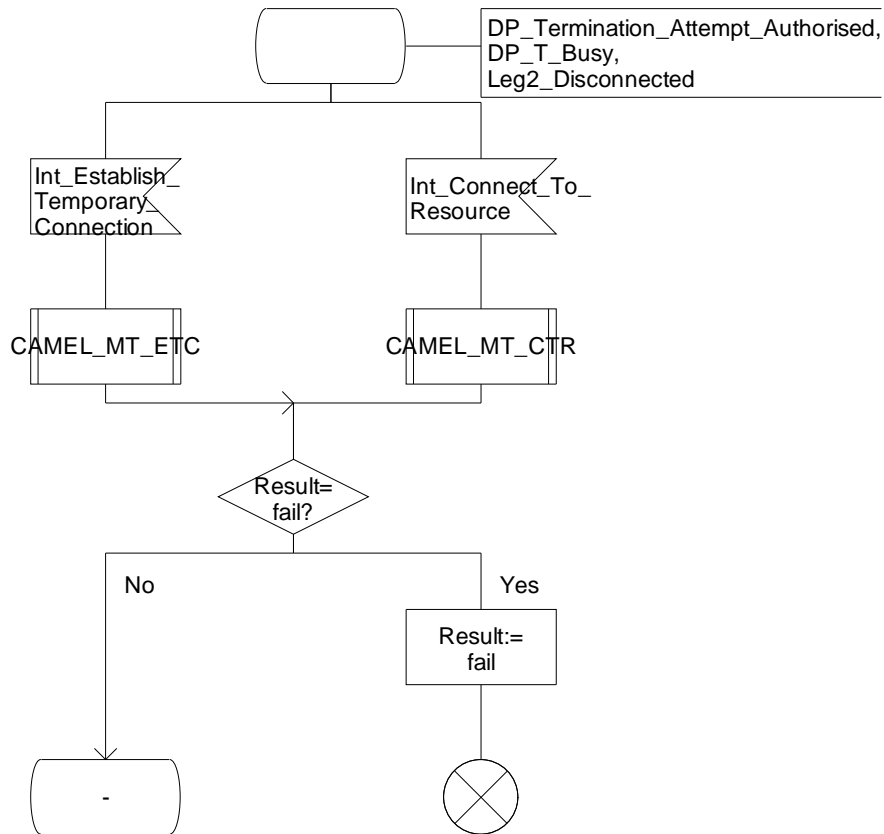 DP_Termination_Attempt_Authorised,
DP_T_Busy,
Leg2_Disconnected
Int_Establish_
Temporary_
Connection
Int_Connect_To_
Resource
CAMEL_MT_ETC
CAMEL_MT_CTR
Result=
fail?
No
Yes
Result:=
fail
-